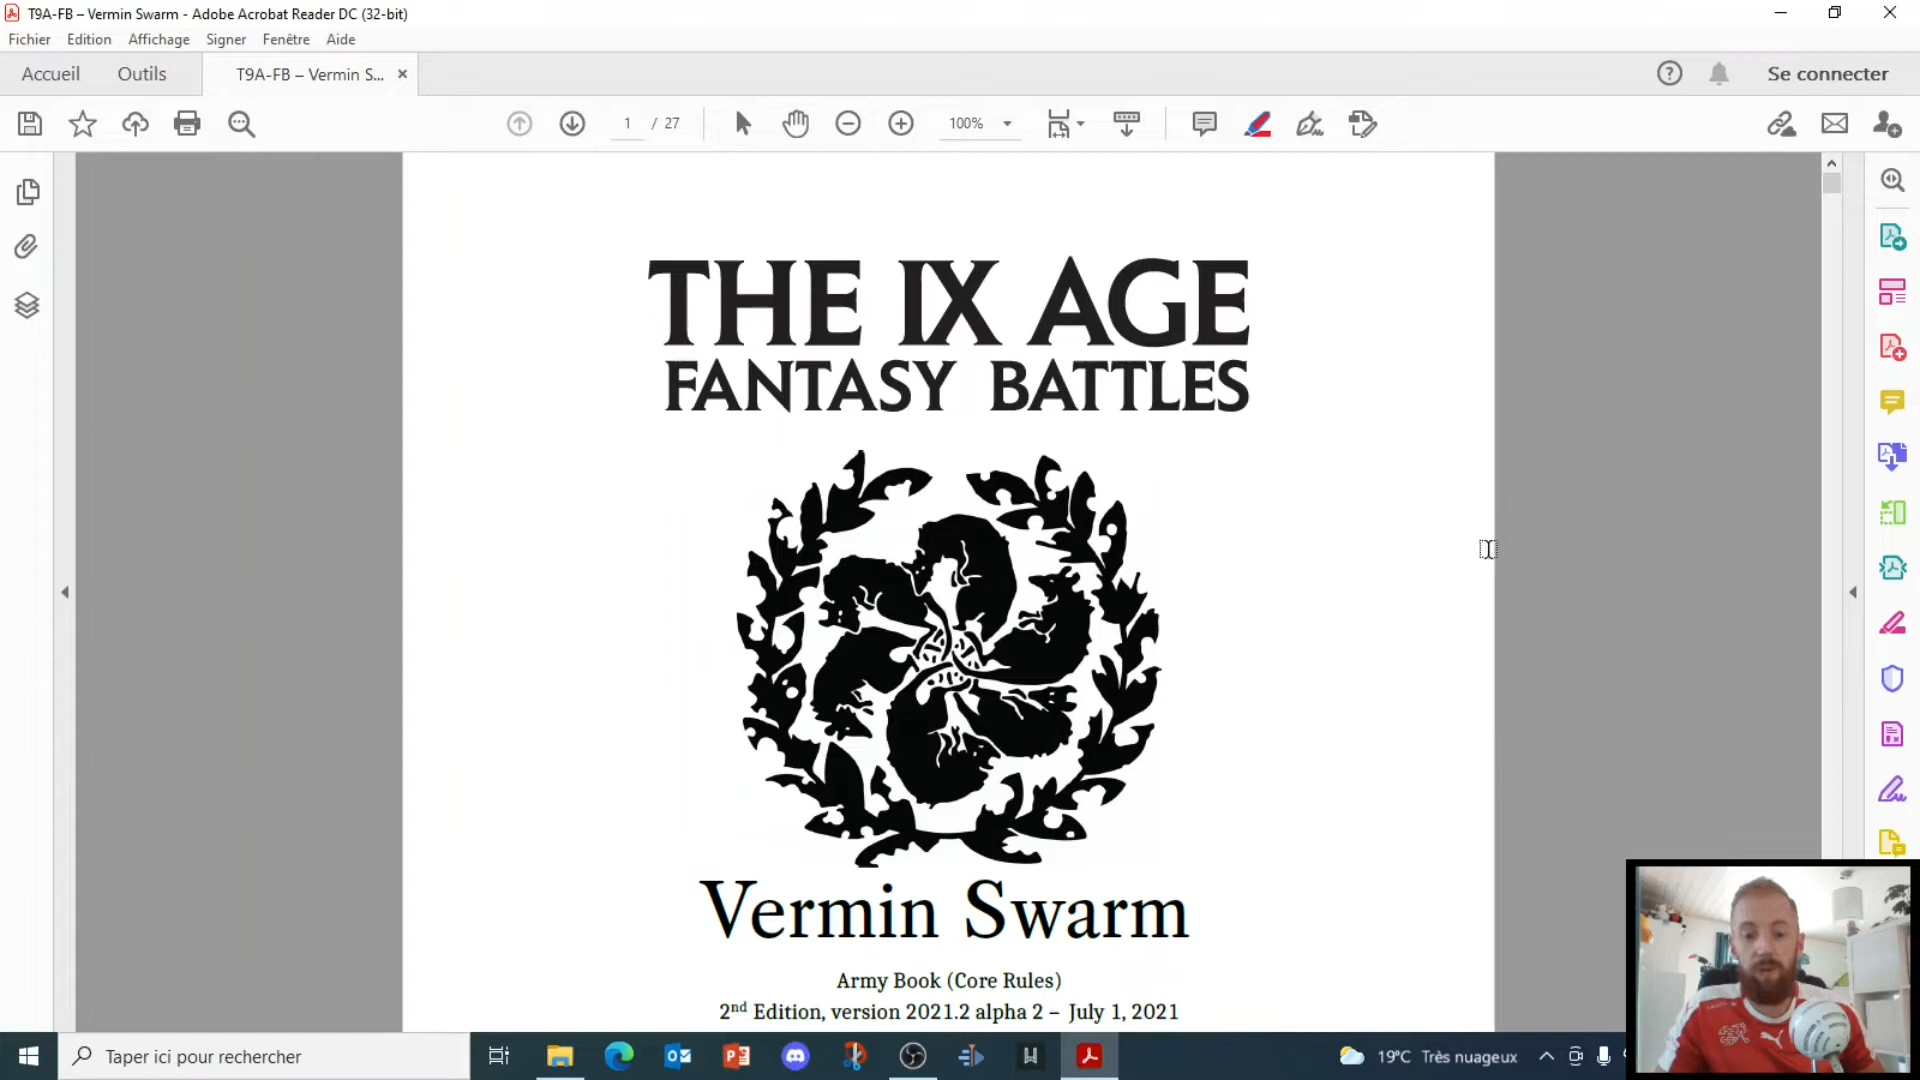 T9A-FB – Vermin Swarm - Adobe Acrobat Reader DC (32-bit)
Fichier Edition Affichage Signer Fenêtre Aide
Accueil Outils T9A-FB – Vermin S... Se connecter
1 / 27 100%
THE IX AGE
FANTASY BATTLES
Vermin Swarm
Army Book (Core Rules)
2nd Edition, version 2021.2 alpha 2 – July 1, 2021
Taper ici pour rechercher
19°C Très nuageux